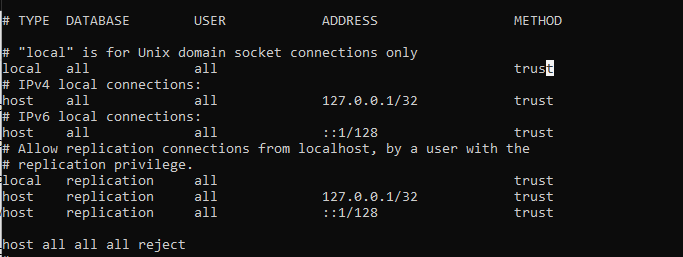 # TYPE  DATABASE        USER            ADDRESS                 METHOD
# "local" is for Unix domain socket connections only
local   all             all                                     trust
# IPv4 local connections:
host    all             all             127.0.0.1/32            trust
# IPv6 local connections:
host    all             all             ::1/128                 trust
# Allow replication connections from localhost, by a user with the
# replication privilege.
local   replication     all                                     trust
host    replication     all             127.0.0.1/32            trust
host    replication     all             ::1/128                 trust
host all all all reject